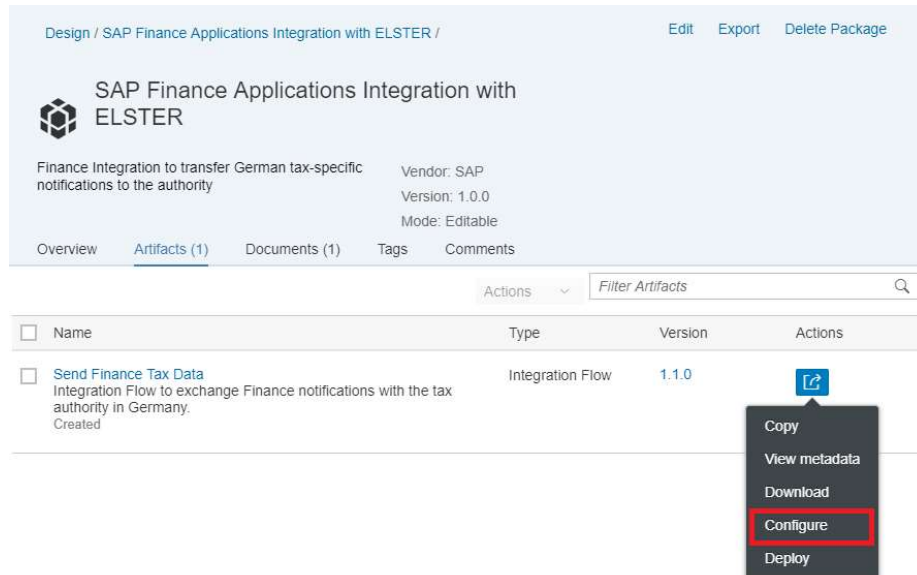 Design / SAP Finance Applications Integration with ELSTER /
Edit Export Delete Package
SAP Finance Applications Integration with
ELSTER
Finance Integration to transfer German tax-specific
notifications to the authority
Vendor: SAP
Version: 1.0.0
Mode: Editable
Overview Artifacts (1) Documents (1) Tags Comments
Actions Filter Artifacts
Name Type Version Actions
Send Finance Tax Data Integration Flow 1.1.0
Integration Flow to exchange Finance notifications with the tax
authority in Germany.
Created
Copy
View metadata
Download
Configure
Deploy